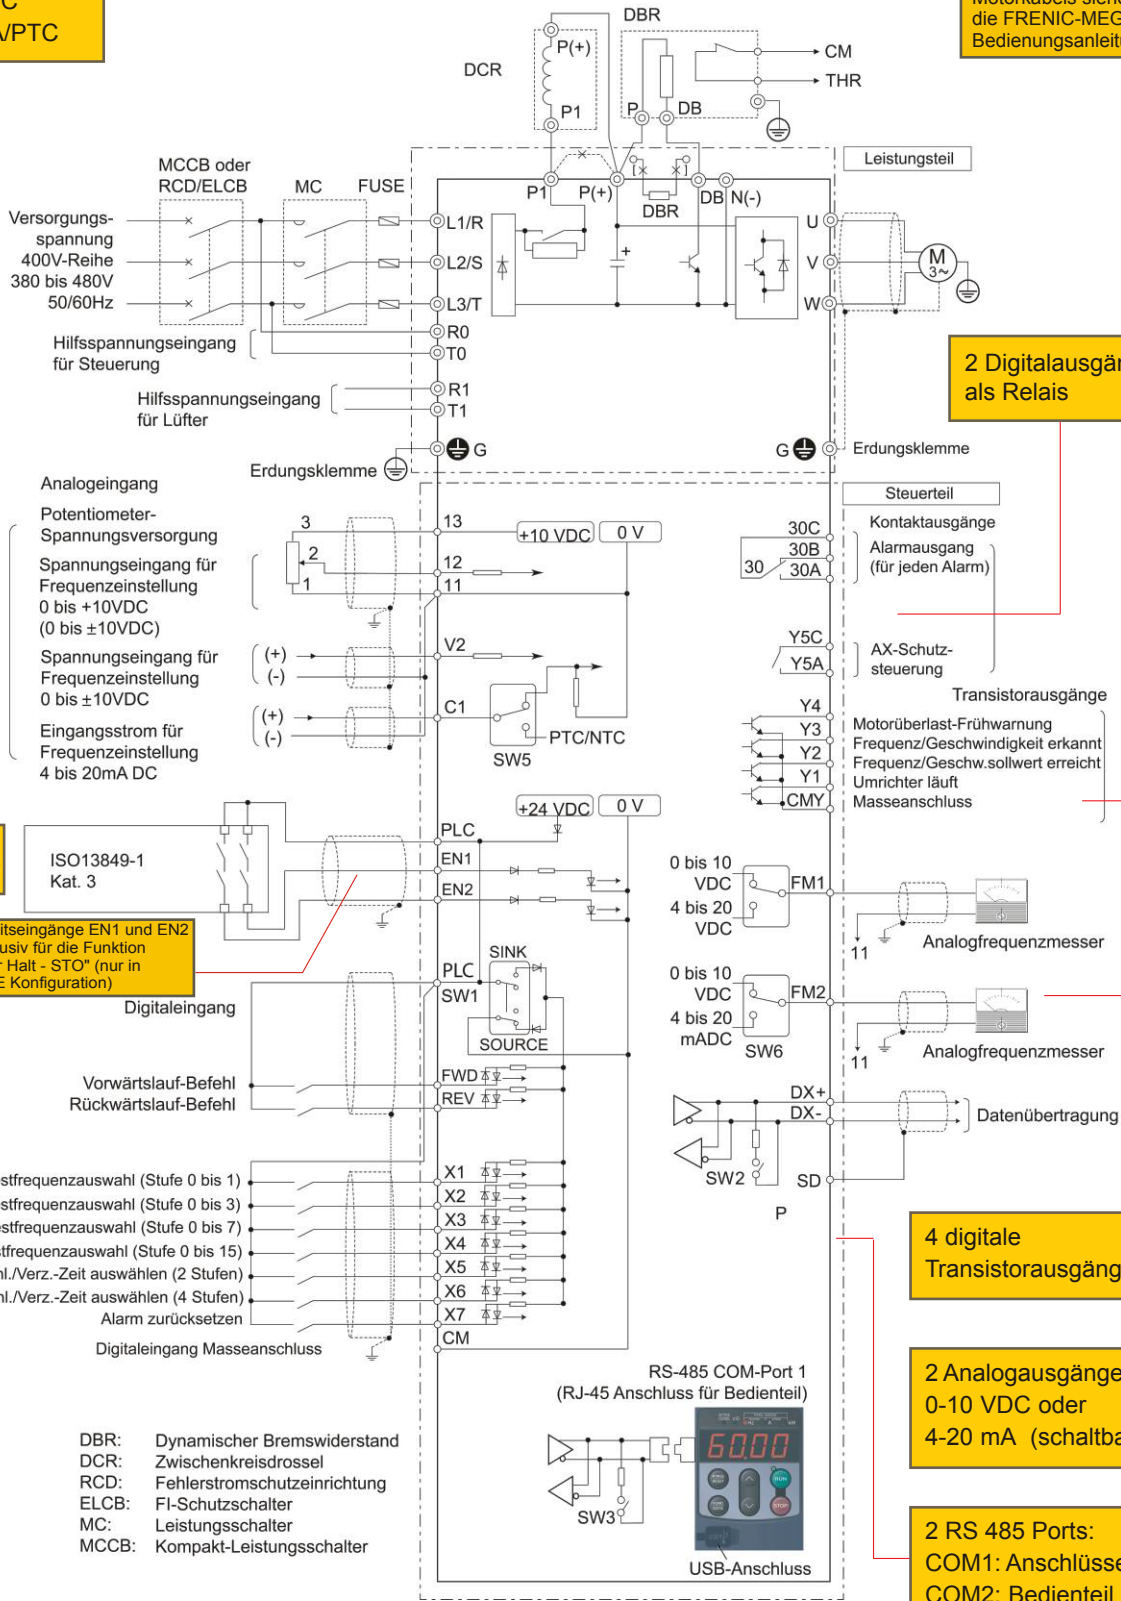 C
A/PTC
die FRENIC-MEG
Bedienungsanleitu
DBR
DCR
P(+)
P1
P
DB
CM
THR
MCCB oder
RCD/ELCB
MC
FUSE
Leistungsteil
P1
P(+)
DBR
DB
N(-)
Versorgungs-
spannung
400V-Reihe
380 bis 480V
50/60Hz
L1/R
L2/S
L3/T
R0
T0
R1
T1
+
U
V
W
M
3~
Hilfsspannungseingang
für Steuerung
Hilfsspannungseingang
für Lüfter
2 Digitalausgän
als Relais
G
G
Erdungsklemme
Erdungsklemme
Steuerteil
Analogeingang
Potentiometer-
Spannungsversorgung
Spannungseingang für
Frequenzeinstellung
0 bis +10VDC
(0 bis ±10VDC)
Spannungseingang für
Frequenzeinstellung
0 bis ±10VDC
Eingangsstrom für
Frequenzeinstellung
4 bis 20mA DC
3
2
1
(+)
(-)
(+)
(-)
13
12
11
V2
C1
+10 VDC
0 V
PTC/NTC
SW5
30C
30B
30
30A
Kontaktausgänge
Alarmausgang
(für jeden Alarm)
Y5C
Y5A
AX-Schutz-
steuerung
Transistorausgänge
Y4
Y3
Y2
Y1
CMY
Motorüberlast-Frühwarnung
Frequenz/Geschwindigkeit erkannt
Frequenz/Geschw.sollwert erreicht
Umrichter läuft
Masseanschluss
+24 VDC
0 V
PLC
EN1
EN2
ISO13849-1
Kat. 3
itseingänge EN1 und EN2
usiv für die Funktion
r Halt - STO" (nur in
E Konfiguration)
0 bis 10
VDC
4 bis 20
VDC
FM1
11
Analogfrequenzmesser
0 bis 10
VDC
4 bis 20
mADC
FM2
SW6
11
Analogfrequenzmesser
PLC
SW1
SINK
SOURCE
Digitaleingang
Vorwärtslauf-Befehl
Rückwärtslauf-Befehl
FWD
REV
DX+
DX-
SW2
SD
Datenübertragung
P
estfrequenzauswahl (Stufe 0 bis 1)
estfrequenzauswahl (Stufe 0 bis 3)
estfrequenzauswahl (Stufe 0 bis 7)
stfrequenzauswahl (Stufe 0 bis 15)
nl./Verz.-Zeit auswählen (2 Stufen)
nl./Verz.-Zeit auswählen (4 Stufen)
Alarm zurücksetzen
Digitaleingang Masseanschluss
X1
X2
X3
X4
X5
X6
X7
CM
4 digitale
Transistorausgäng
2 Analogausgänge
0-10 VDC oder
4-20 mA (schaltba
RS-485 COM-Port 1
(RJ-45 Anschluss für Bedienteil)
60.00
RUN
STOP
SW3
USB-Anschluss
DBR: Dynamischer Bremswiderstand
DCR: Zwischenkreisdrossel
RCD: Fehlerstromschutzeinrichtung
ELCB: FI-Schutzschalter
MC: Leistungsschalter
MCCB: Kompakt-Leistungsschalter
2 RS 485 Ports:
COM1: Anschlüsse
COM2: Bedienteil